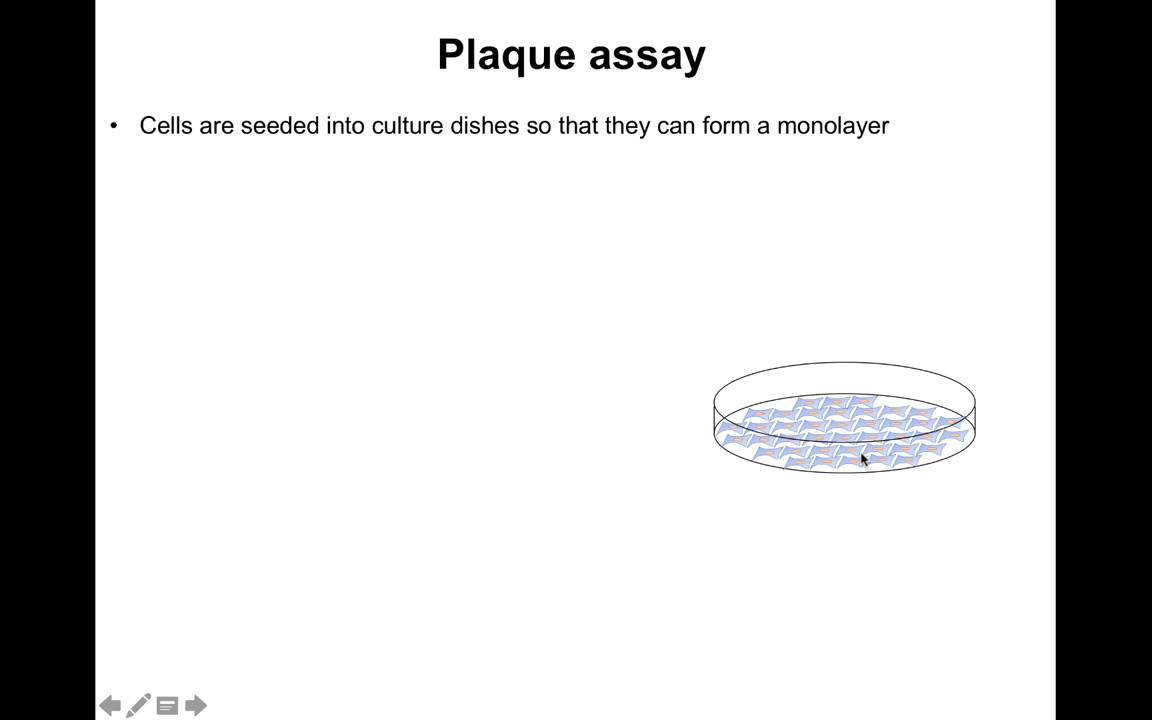 Plaque assay
• Cells are seeded into culture dishes so that they can form a monolayer